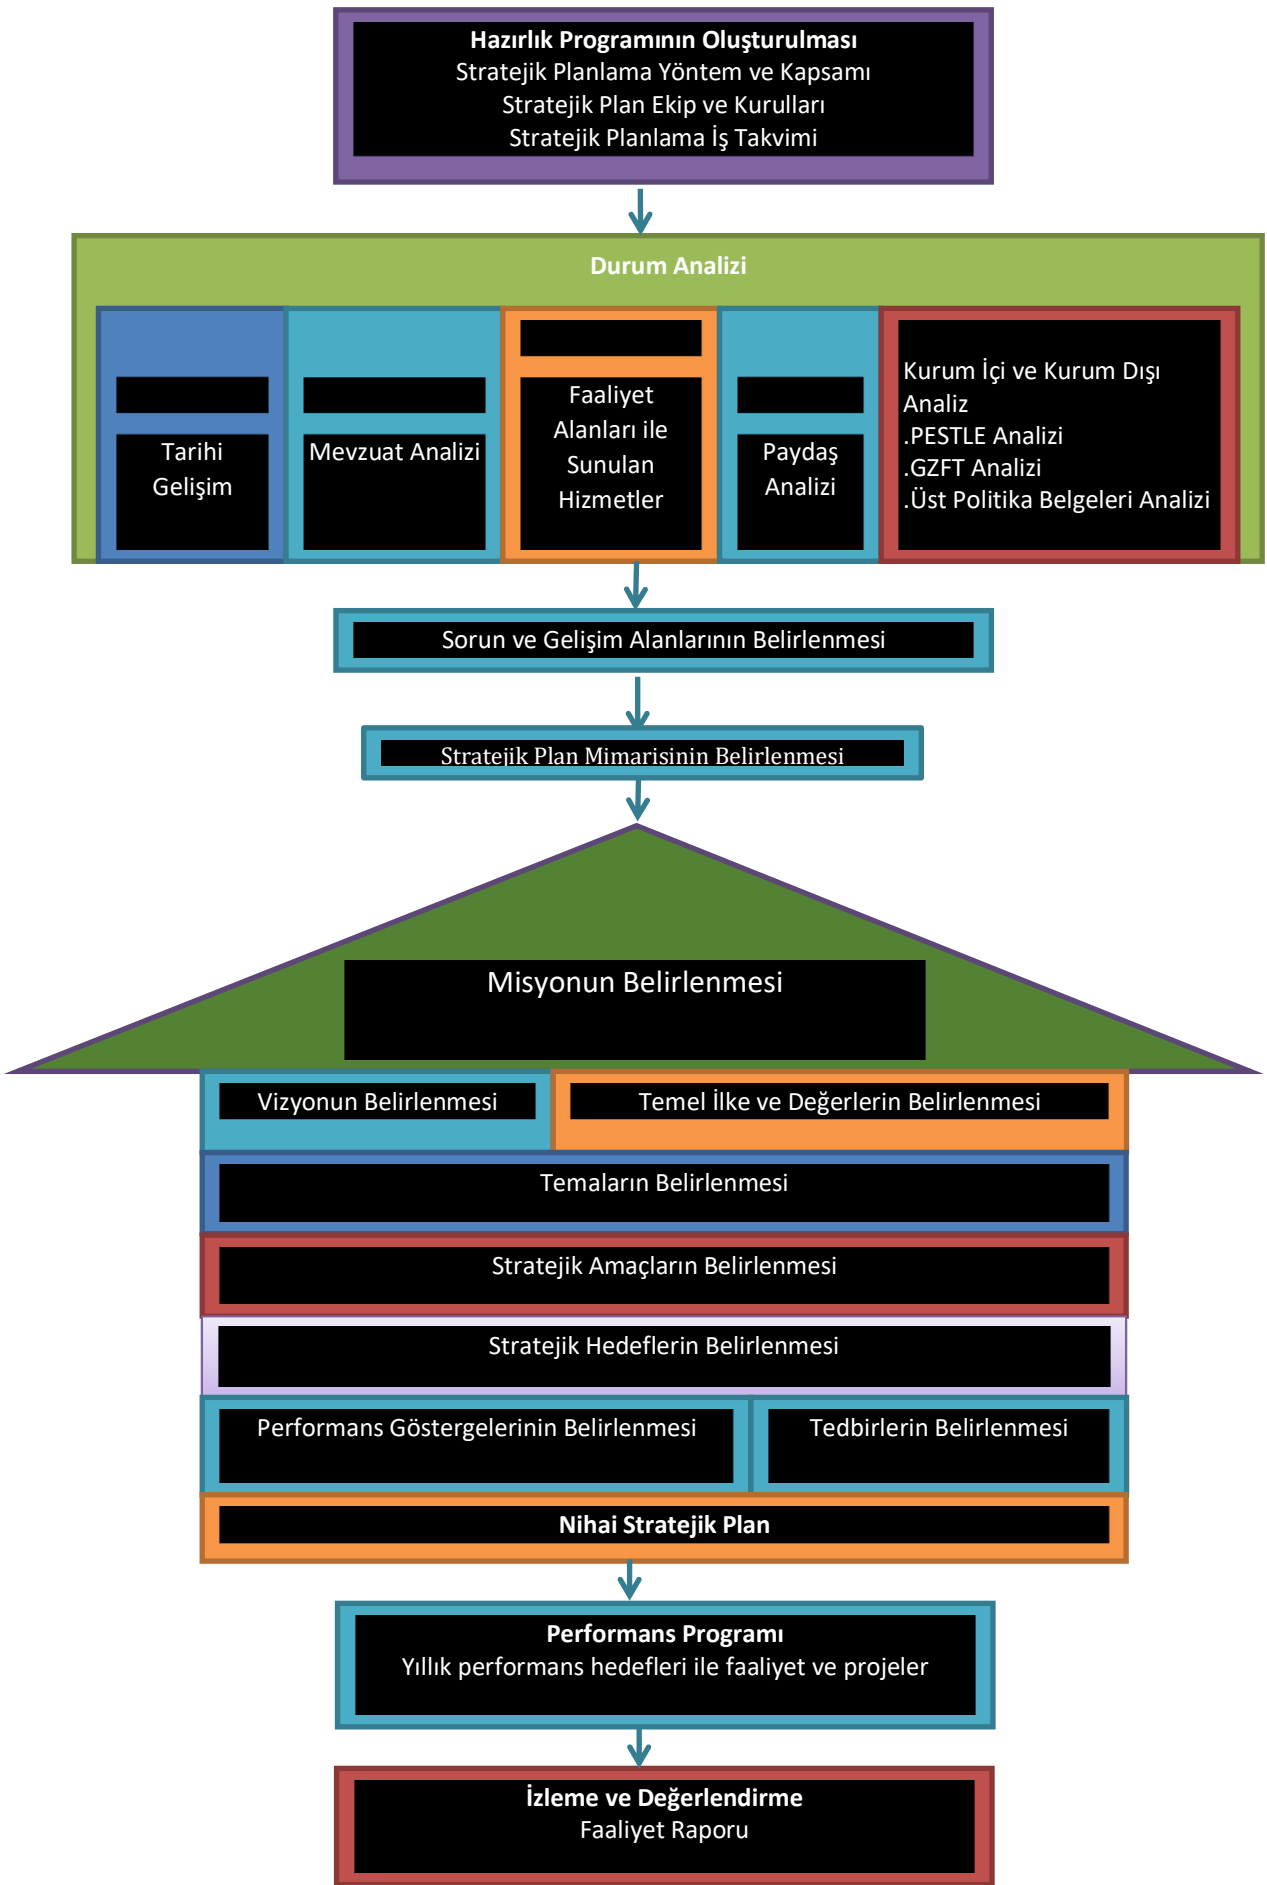 Hazırlık Programının Oluşturulması
Stratejik Planlama Yöntem ve Kapsamı
Stratejik Plan Ekip ve Kurulları
Stratejik Planlama İş Takvimi
Durum Analizi
Tarihi
Gelişim
Mevzuat Analizi
Faaliyet
Alanları ile
Sunulan
Hizmetler
Paydaş
Analizi
Kurum İçi ve Kurum Dışı
Analiz
.PESTLE Analizi
.GZFT Analizi
.Üst Politika Belgeleri Analizi
Sorun ve Gelişim Alanlarının Belirlenmesi
Stratejik Plan Mimarisinin Belirlenmesi
Misyonun Belirlenmesi
Vizyonun Belirlenmesi
Temel İlke ve Değerlerin Belirlenmesi
Temaların Belirlenmesi
Stratejik Amaçların Belirlenmesi
Stratejik Hedeflerin Belirlenmesi
Performans Göstergelerinin Belirlenmesi
Tedbirlerin Belirlenmesi
Nihai Stratejik Plan
Performans Programı
Yıllık performans hedefleri ile faaliyet ve projeler
İzleme ve Değerlendirme
Faaliyet Raporu